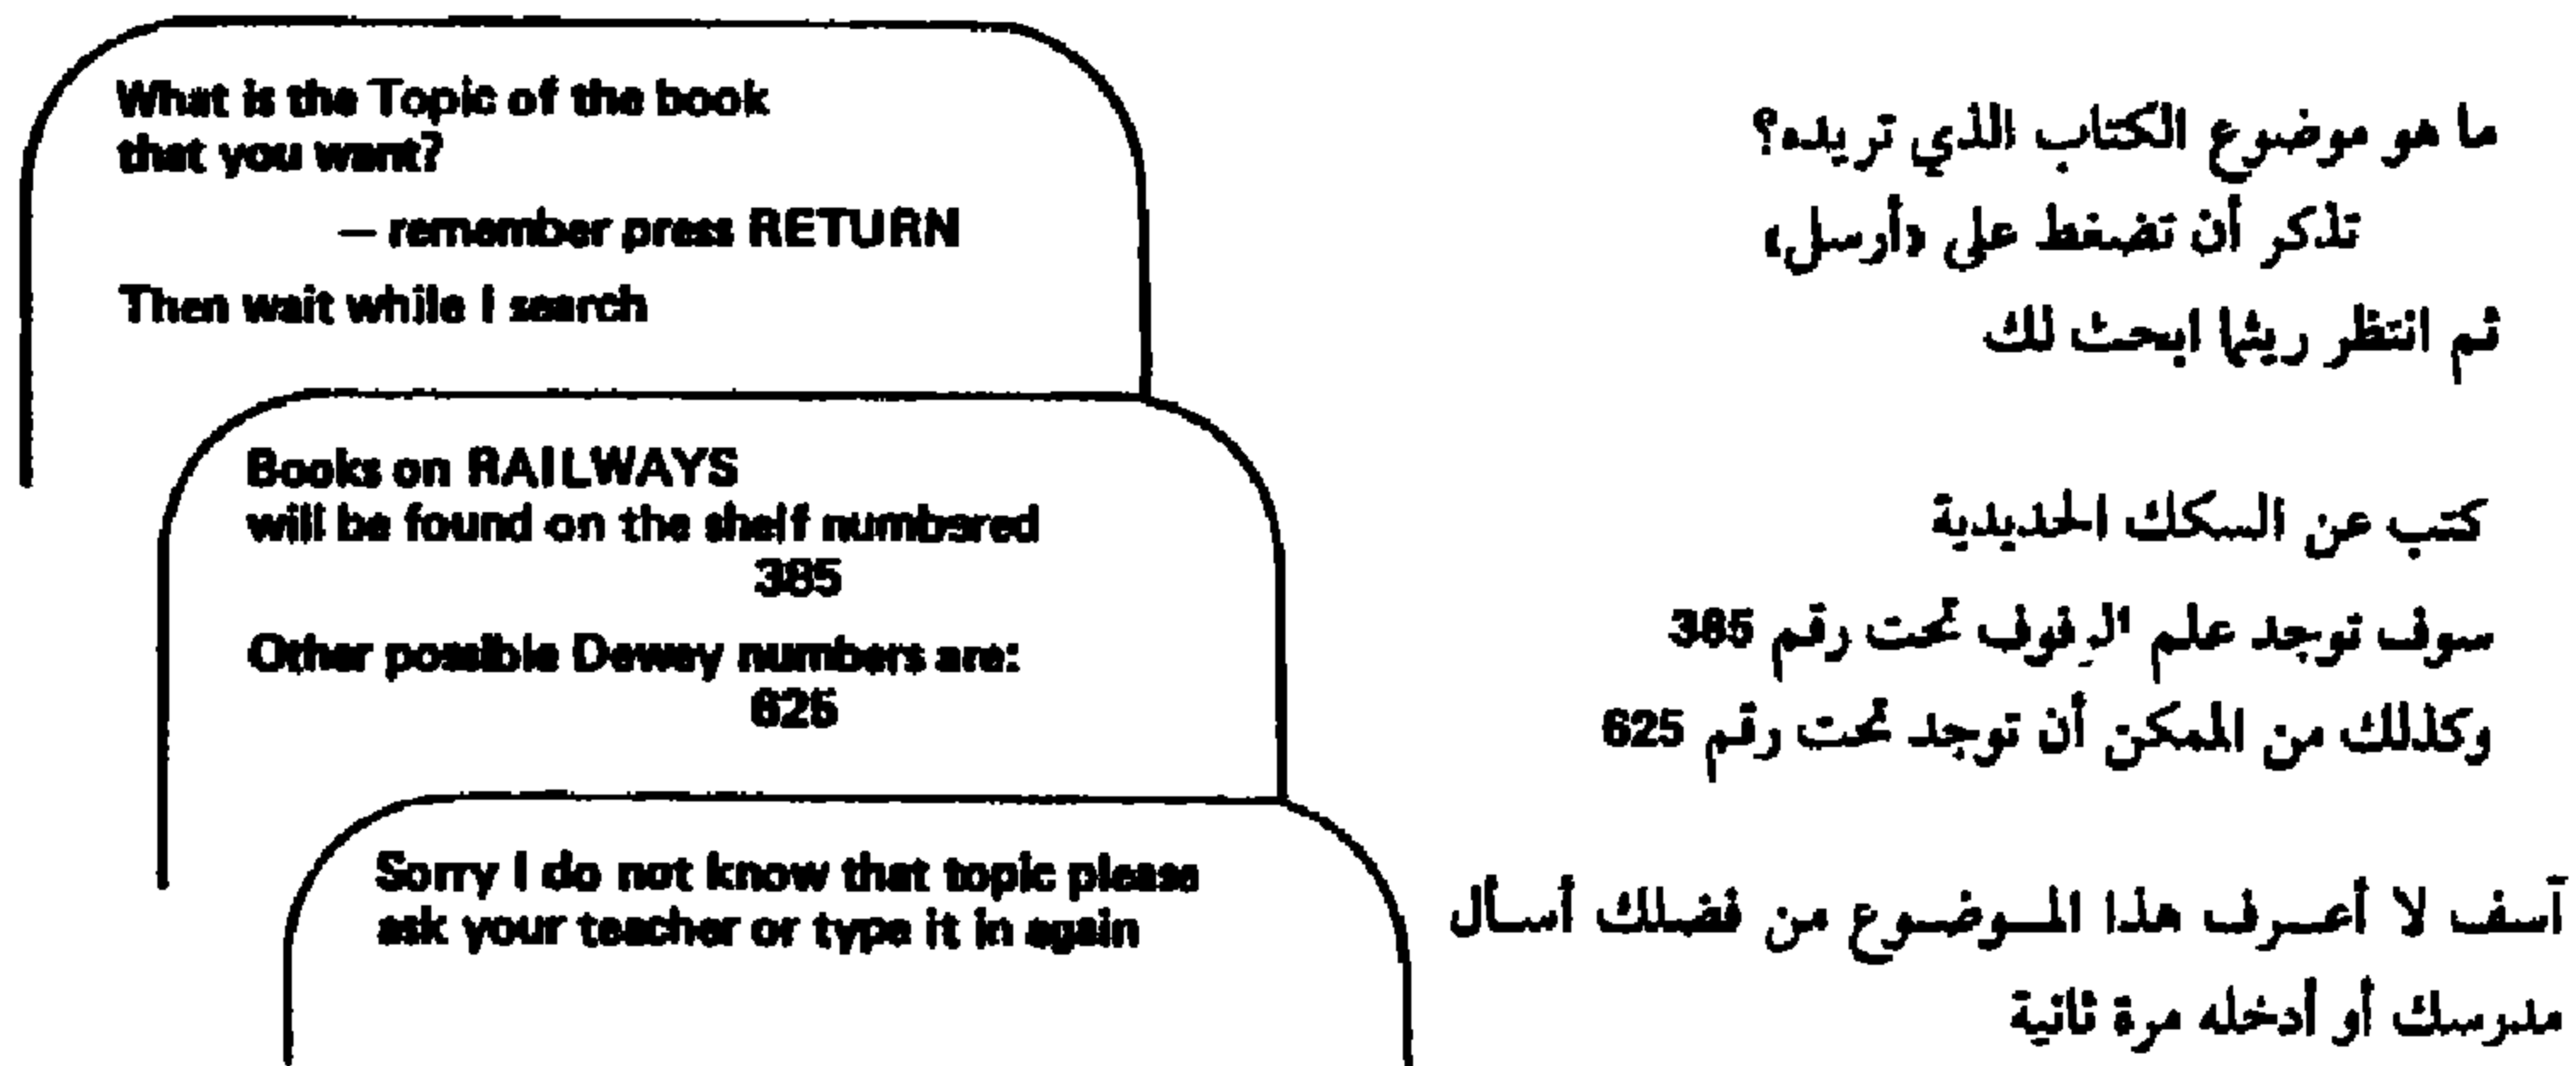 What is the Topic of the book
that you want?
— remember press RETURN
Then wait while I search
ما هو موضوع الكتاب الذي تريده؟
تذكر أن تضغط على «أرسل»
ثم انتظر ريثما ابحث لك
Books on RAILWAYS
will be found on the shelf numbered
385
Other possible Dewey numbers are:
625
كتب عن السكك الحديدية
سوف توجد علم الرفوف تحت رقم 385
وكذلك من الممكن أن توجد تحت رقم 625
Sorry I do not know that topic please
ask your teacher or type it in again
آسف لا أعرف هذا الموضوع من فضلك أسأل
مدرسك أو أدخله مرة ثانية